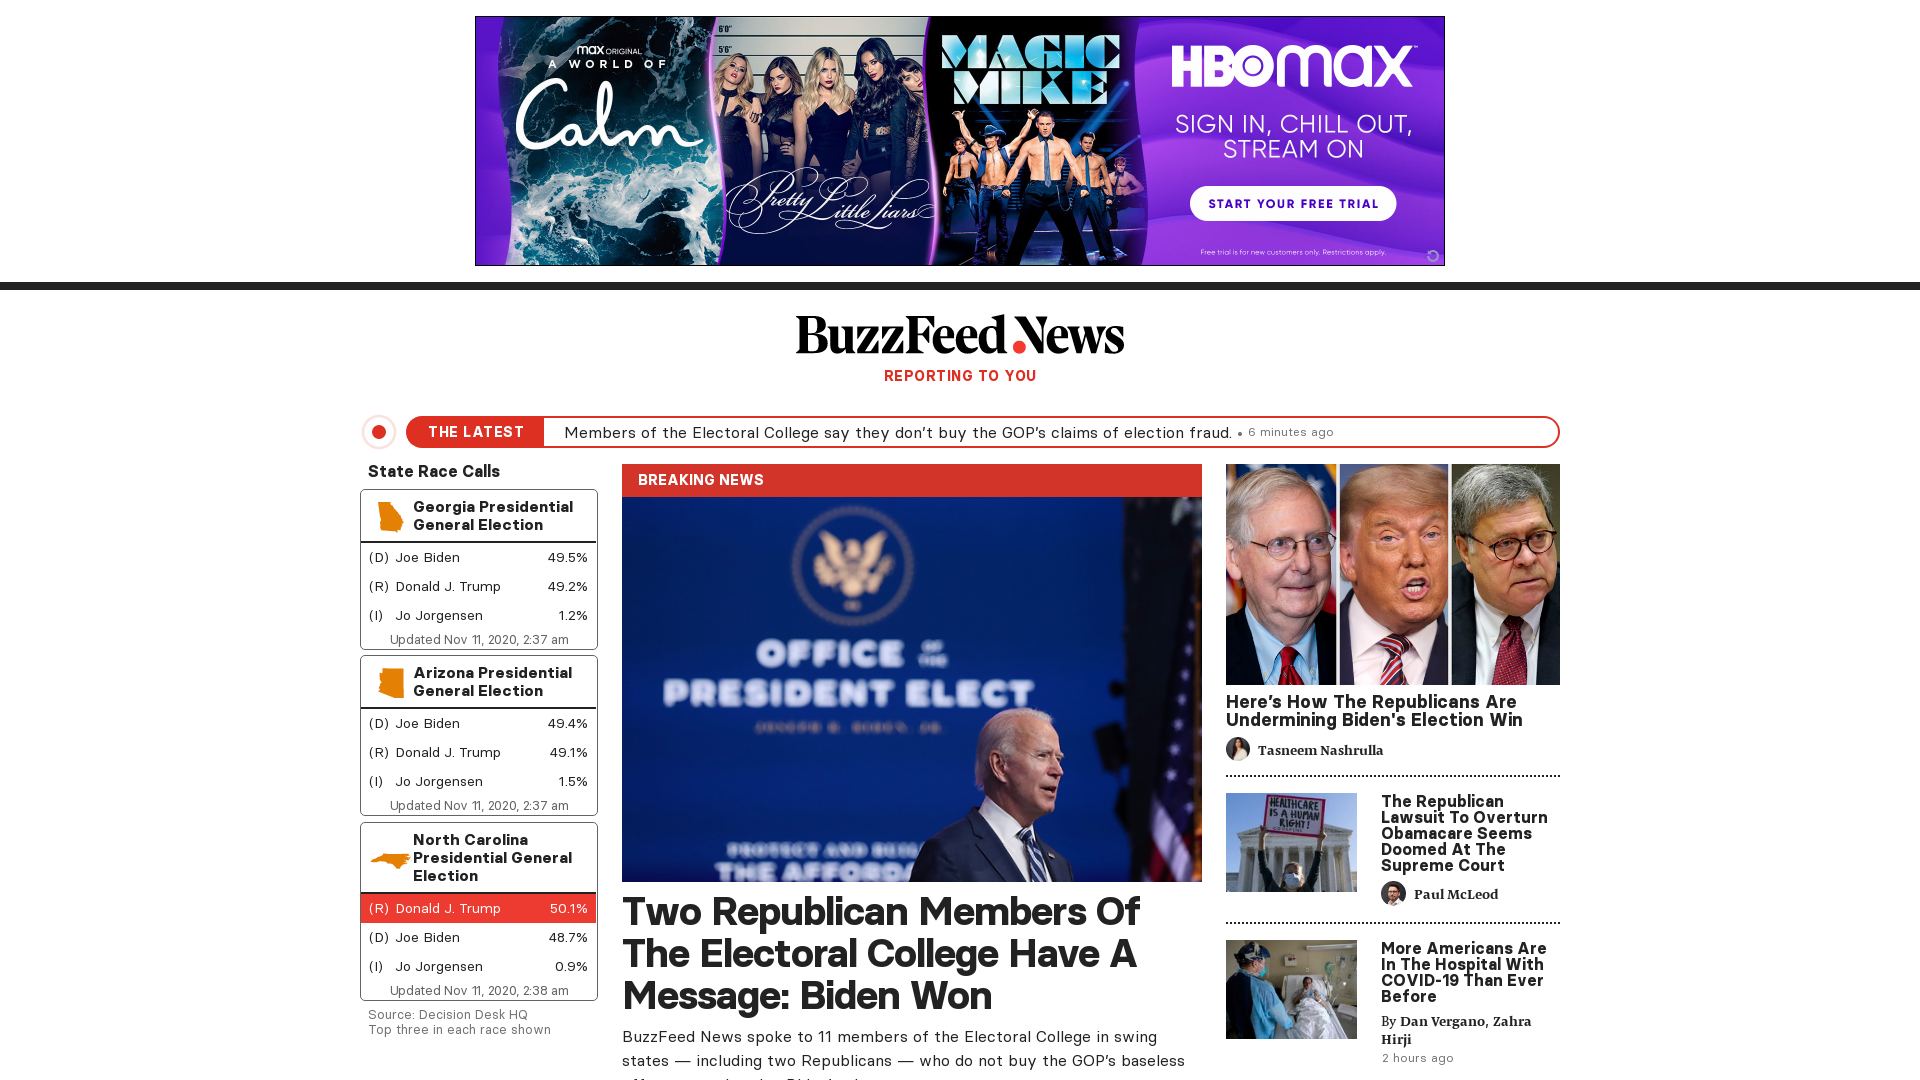 max ORIGINAL
A WORLD OF
Calm
6'0"
5'6"
Pretty Little Liars
MAGIC
MIKE
HBOmax
SIGN IN, CHILL OUT,
STREAM ON
START YOUR FREE TRIAL
Free trial is for new customers only. Restrictions apply.
BuzzFeed News
REPORTING TO YOU
THE LATEST
Members of the Electoral College say they don’t buy the GOP’s claims of election fraud. • 6 minutes ago
State Race Calls
Georgia Presidential
General Election
(D) Joe Biden 49.5%
(R) Donald J. Trump 49.2%
(I) Jo Jorgensen 1.2%
Updated Nov 11, 2020, 2:37 am
Arizona Presidential
General Election
(D) Joe Biden 49.4%
(R) Donald J. Trump 49.1%
(I) Jo Jorgensen 1.5%
Updated Nov 11, 2020, 2:37 am
North Carolina
Presidential General
Election
(R) Donald J. Trump 50.1%
(D) Joe Biden 48.7%
(I) Jo Jorgensen 0.9%
Updated Nov 11, 2020, 2:38 am
Source: Decision Desk HQ
Top three in each race shown
BREAKING NEWS
OFFICE OF THE
PRESIDENT ELECT
JOSEPH R. BIDEN, JR.
PROTECT AND
THE
Two Republican Members Of
The Electoral College Have A
Message: Biden Won
BuzzFeed News spoke to 11 members of the Electoral College in swing
states — including two Republicans — who do not buy the GOP’s baseless
Here’s How The Republicans Are
Undermining Biden's Election Win
Tasneem Nashrulla
HEALTHCARE
IS A HUMAN
RIGHT!
The Republican
Lawsuit To Overturn
Obamacare Seems
Doomed At The
Supreme Court
Paul McLeod
More Americans Are
In The Hospital With
COVID-19 Than Ever
Before
By Dan Vergano, Zahra
Hirji
2 hours ago